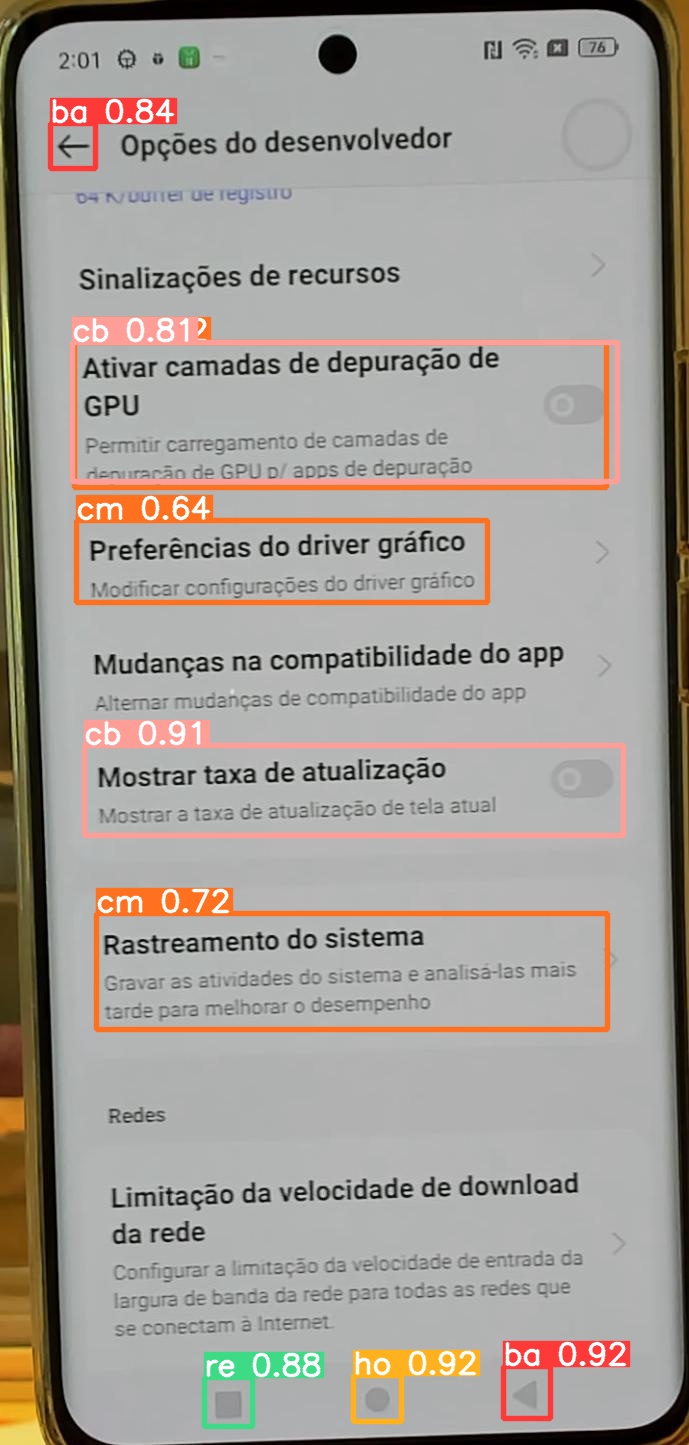 2:01
76
ba 0.84
Opções do desenvolvedor
64 K/buffer de registro
Sinalizações de recursos
cb 0.81
Ativar camadas de depuração de
GPU
Permitir carregamento de camadas de
depuração de GPU p/ apps de depuração
cm 0.64
Preferências do driver gráfico
Modificar configurações do driver gráfico
Mudanças na compatibilidade do app
Alternar mudanças de compatibilidade do app
cb 0.91
Mostrar taxa de atualização
Mostrar a taxa de atualização de tela atual
cm 0.72
Rastreamento do sistema
Gravar as atividades do sistema e analisá-las mais
tarde para melhorar o desempenho
Redes
Limitação da velocidade de download
da rede
Configurar a limitação da velocidade de entrada da
largura de banda da rede para todas as redes que
se conectam à Internet.
re 0.88
ho 0.92
ba 0.92